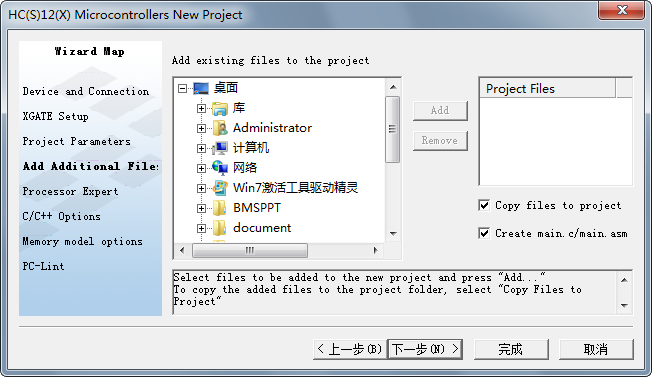 HC(S)12(X) Microcontrollers New Project
Wizard Map
Device and Connection
XGATE Setup
Project Parameters
Add Additional Files
Processor Expert
C/C++ Options
Memory model options
PC-Lint
Add existing files to the project
桌面
库
Administrator
计算机
网络
Win7激活工具驱动精灵
BMSPPT
document
Add
Remove
Project Files
Copy files to project
Create main.c/main.asm
Select files to be added to the new project and press "Add..."
To copy the added files to the project folder, select "Copy Files to
Project"
< 上一步(B)
下一步(N) >
完成
取消